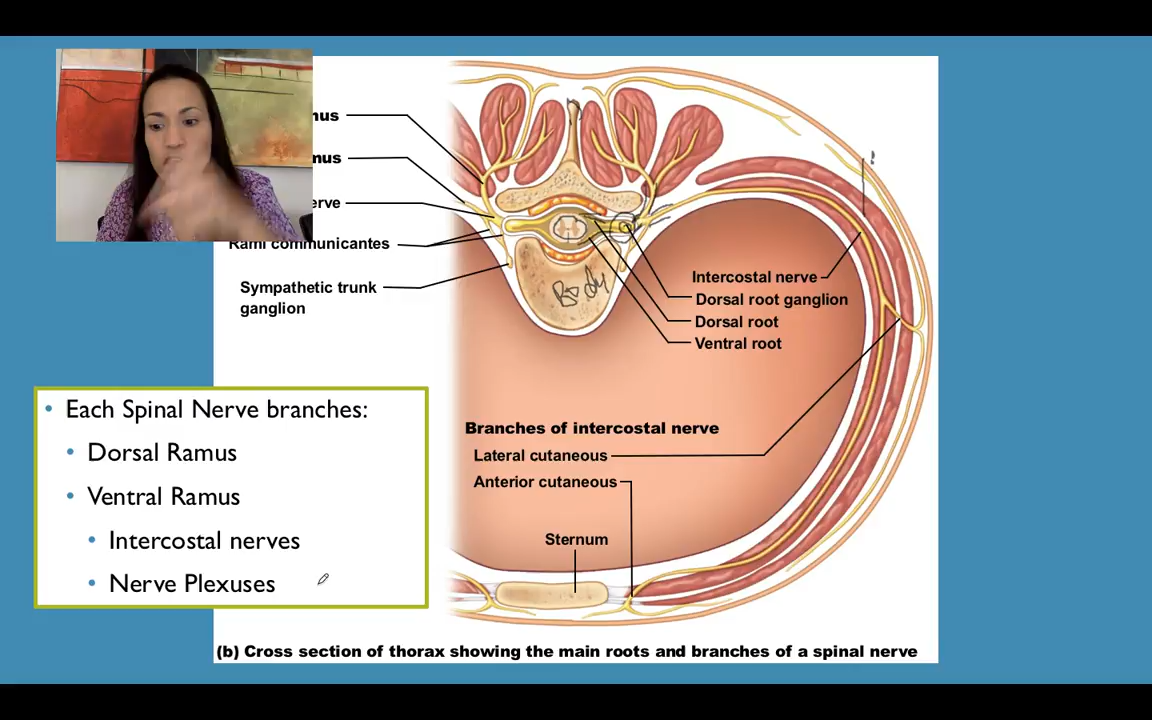 nus
mus
erve
Rami communicantes
Sympathetic trunk
ganglion
Body
Intercostal nerve
Dorsal root ganglion
Dorsal root
Ventral root
• Each Spinal Nerve branches:
• Dorsal Ramus
• Ventral Ramus
• Intercostal nerves
• Nerve Plexuses
Branches of intercostal nerve
Lateral cutaneous
Anterior cutaneous
Sternum
(b) Cross section of thorax showing the main roots and branches of a spinal nerve